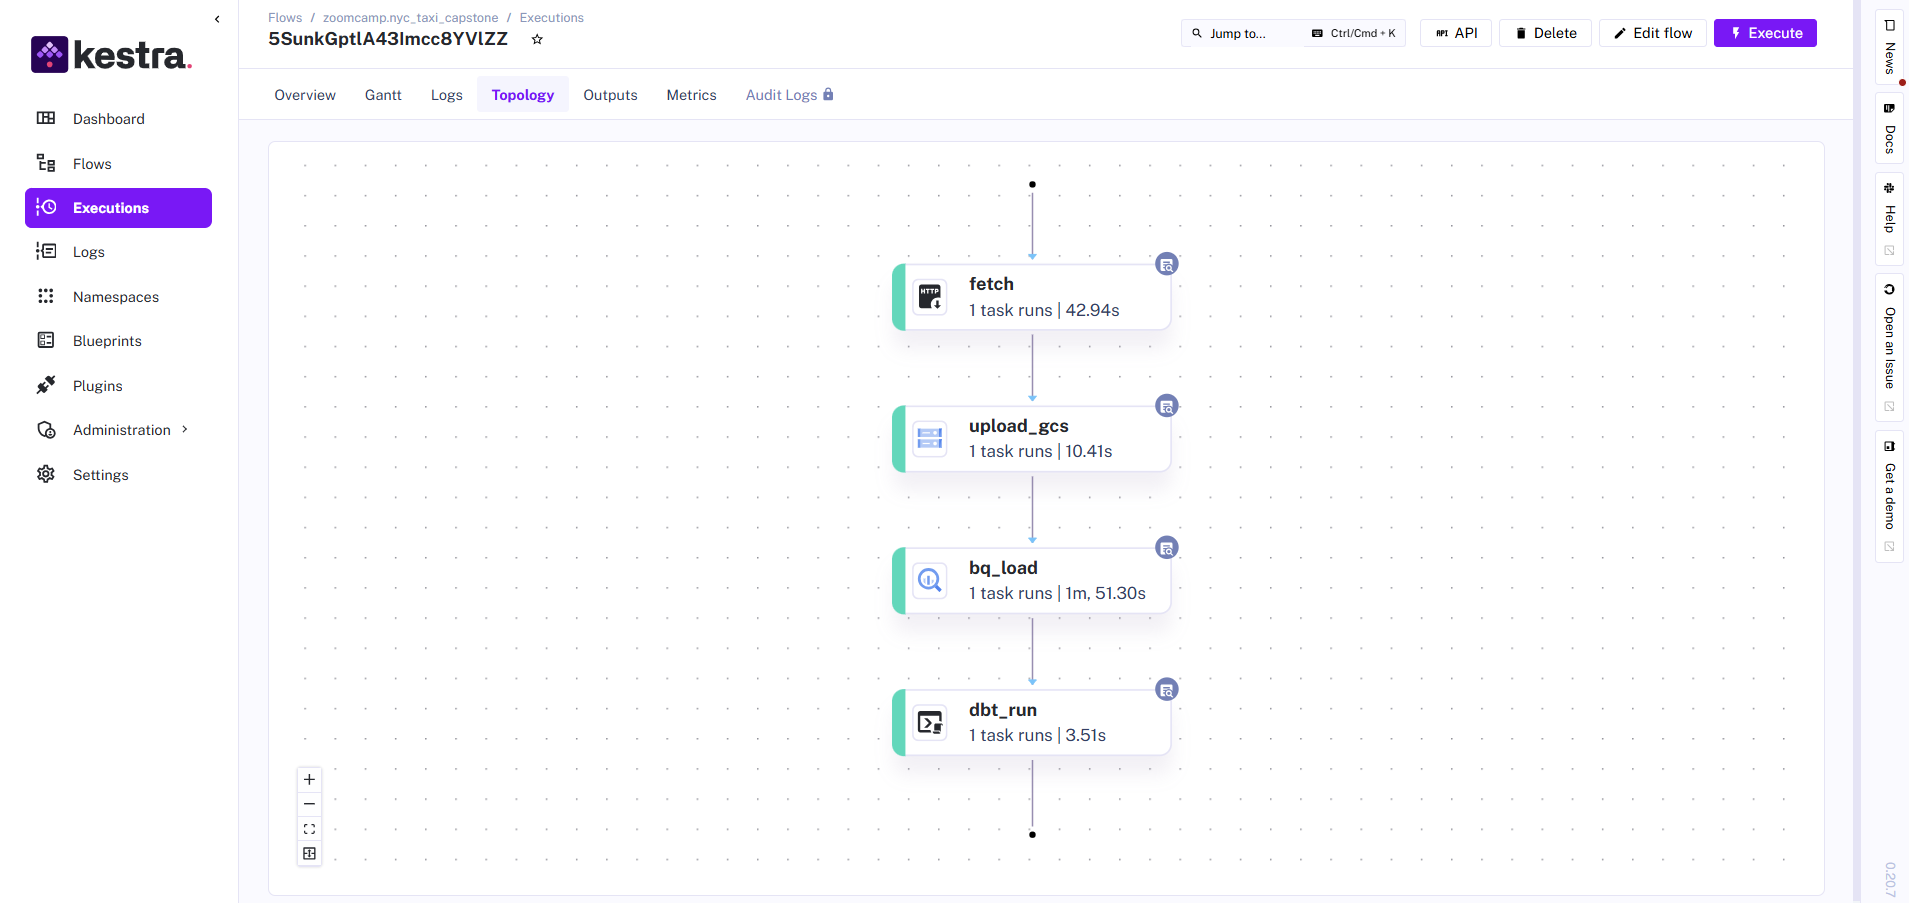 kestra.
Dashboard
Flows
Executions
Logs
Namespaces
Blueprints
Plugins
Administration
Settings
Flows / zoomcamp.nyc_taxi_capstone / Executions
5SunkGptlA43Imcc8YVlZZ
Jump to... Ctrl/Cmd + K
API API
Delete
Edit flow
Execute
Overview Gantt Logs Topology Outputs Metrics Audit Logs
HTTP
fetch
1 task runs | 42.94s
upload_gcs
1 task runs | 10.41s
bq_load
1 task runs | 1m, 51.30s
dbt_run
1 task runs | 3.51s
News
Docs
Help
Open an Issue
Get a demo
0.20.7